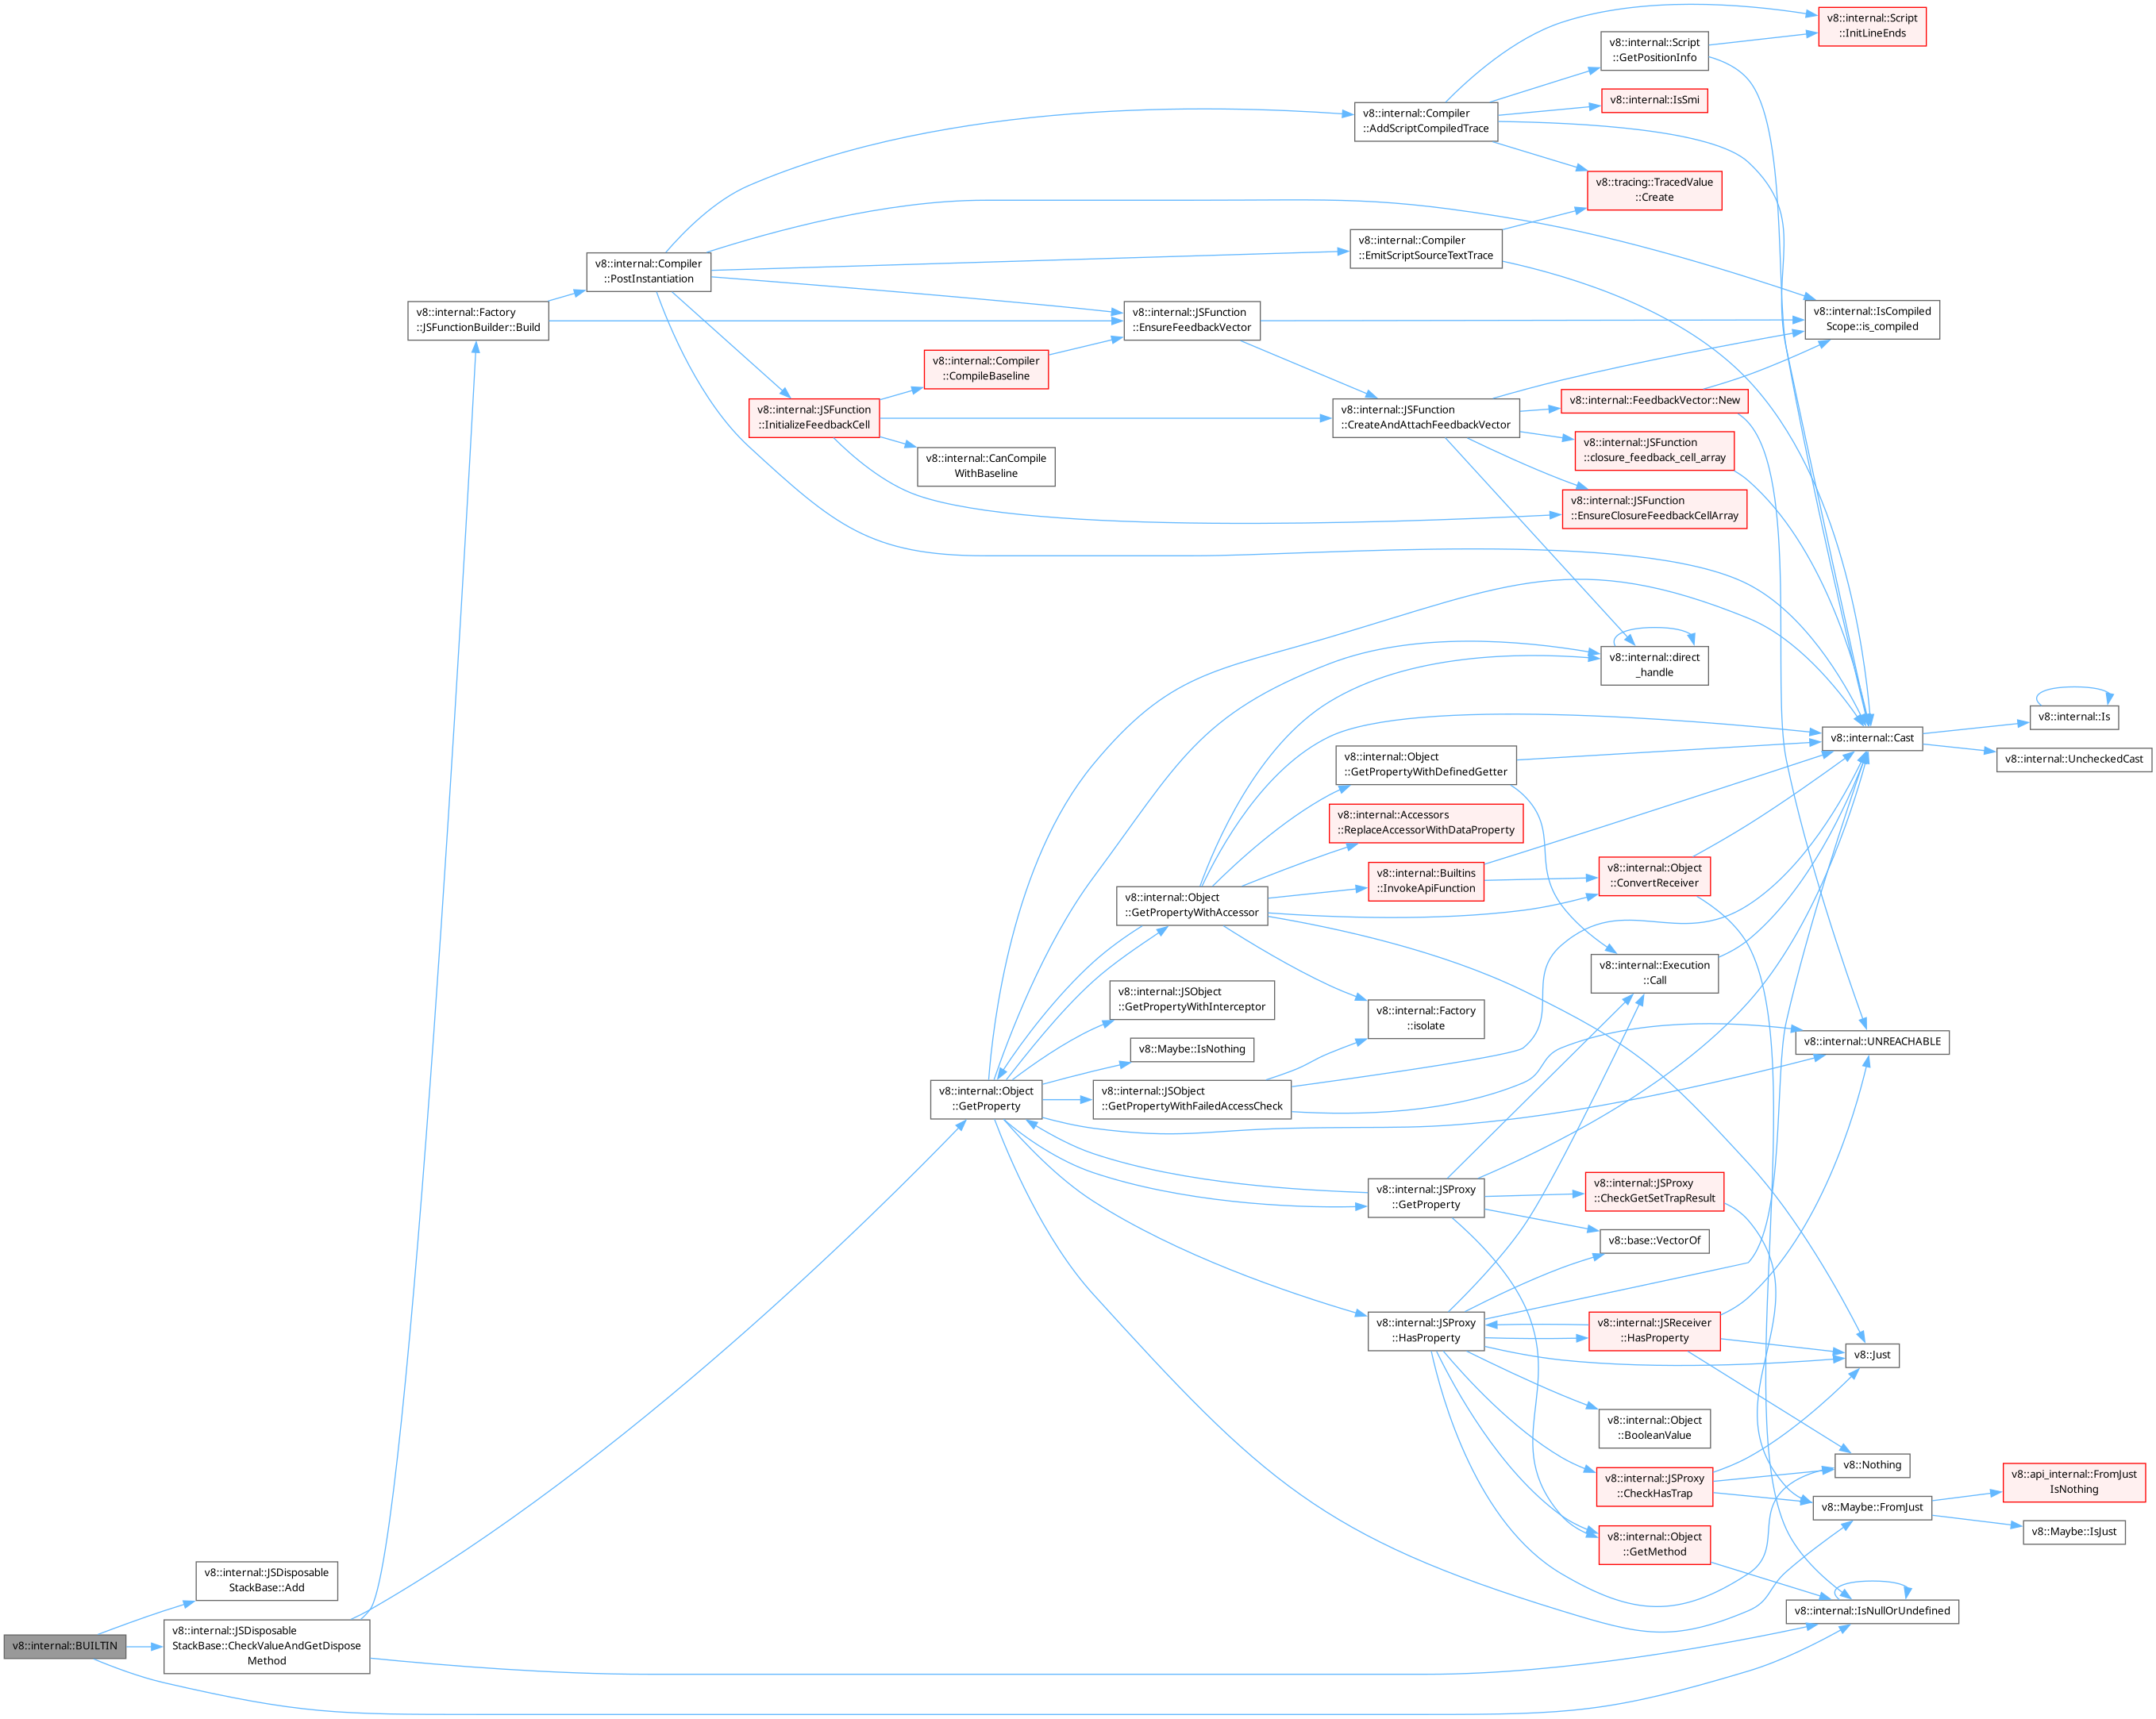 v8::internal::Script
::InitLineEnds
v8::internal::Script
::GetPositionInfo
v8::internal::IsSmi
v8::internal::Compiler
::AddScriptCompiledTrace
v8::tracing::TracedValue
::Create
v8::internal::Compiler
::EmitScriptSourceTextTrace
v8::internal::Compiler
::PostInstantiation
v8::internal::Factory
::JSFunctionBuilder::Build
v8::internal::JSFunction
::EnsureFeedbackVector
v8::internal::IsCompiled
Scope::is_compiled
v8::internal::Compiler
::CompileBaseline
v8::internal::JSFunction
::InitializeFeedbackCell
v8::internal::JSFunction
::CreateAndAttachFeedbackVector
v8::internal::FeedbackVector::New
v8::internal::JSFunction
::closure_feedback_cell_array
v8::internal::CanCompile
WithBaseline
v8::internal::JSFunction
::EnsureClosureFeedbackCellArray
v8::internal::direct
_handle
v8::internal::Is
v8::internal::Cast
v8::internal::UncheckedCast
v8::internal::Object
::GetPropertyWithDefinedGetter
v8::internal::Accessors
::ReplaceAccessorWithDataProperty
v8::internal::Builtins
::InvokeApiFunction
v8::internal::Object
::ConvertReceiver
v8::internal::Object
::GetPropertyWithAccessor
v8::internal::Execution
::Call
v8::internal::JSObject
::GetPropertyWithInterceptor
v8::internal::Factory
::isolate
v8::internal::UNREACHABLE
v8::Maybe::IsNothing
v8::internal::Object
::GetProperty
v8::internal::JSObject
::GetPropertyWithFailedAccessCheck
v8::internal::JSProxy
::GetProperty
v8::internal::JSProxy
::CheckGetSetTrapResult
v8::base::VectorOf
v8::internal::JSProxy
::HasProperty
v8::internal::JSReceiver
::HasProperty
v8::Just
v8::internal::Object
::BooleanValue
v8::internal::JSProxy
::CheckHasTrap
v8::Nothing
v8::Maybe::FromJust
v8::api_internal::FromJust
IsNothing
v8::Maybe::IsJust
v8::internal::Object
::GetMethod
v8::internal::IsNullOrUndefined
v8::internal::JSDisposable
StackBase::Add
v8::internal::BUILTIN
v8::internal::JSDisposable
StackBase::CheckValueAndGetDispose
Method